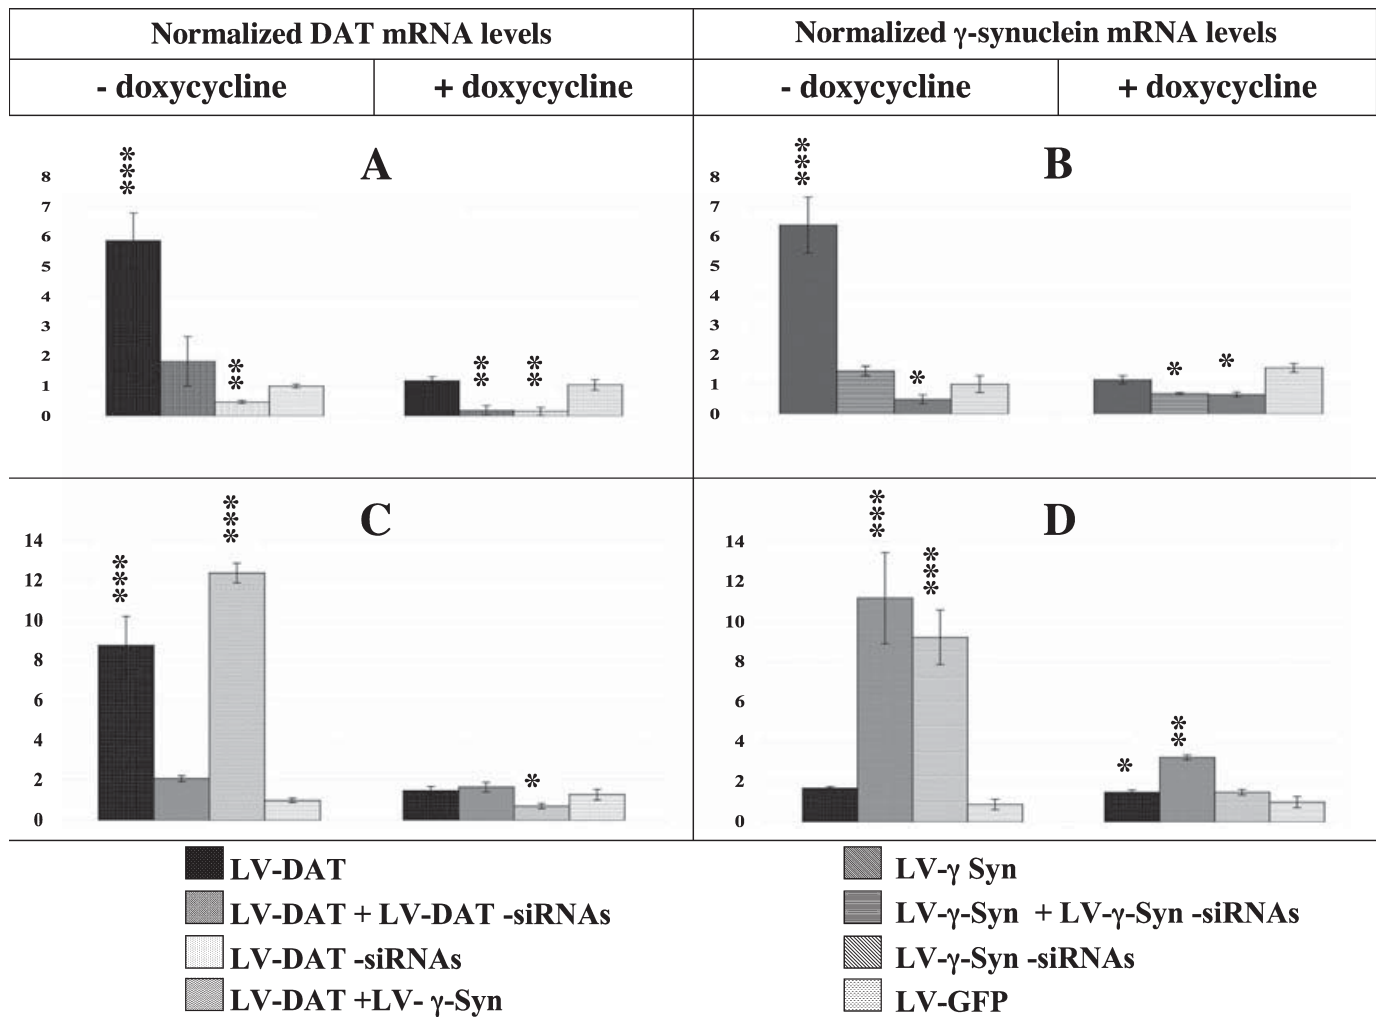 Normalized DAT mRNA levels
Normalized γ-synuclein mRNA levels
- doxycycline
+ doxycycline
- doxycycline
+ doxycycline
A
***
**
**
**
8
7
6
5
4
3
2
1
0
B
***
*
*
*
8
7
6
5
4
3
2
1
0
C
***
***
*
14
12
10
8
6
4
2
0
D
***
***
*
**
14
12
10
8
6
4
2
0
LV-DAT
LV-DAT + LV-DAT -siRNAs
LV-DAT -siRNAs
LV-DAT +LV- γ-Syn
LV-γ Syn
LV-γ-Syn + LV-γ-Syn -siRNAs
LV-γ-Syn -siRNAs
LV-GFP